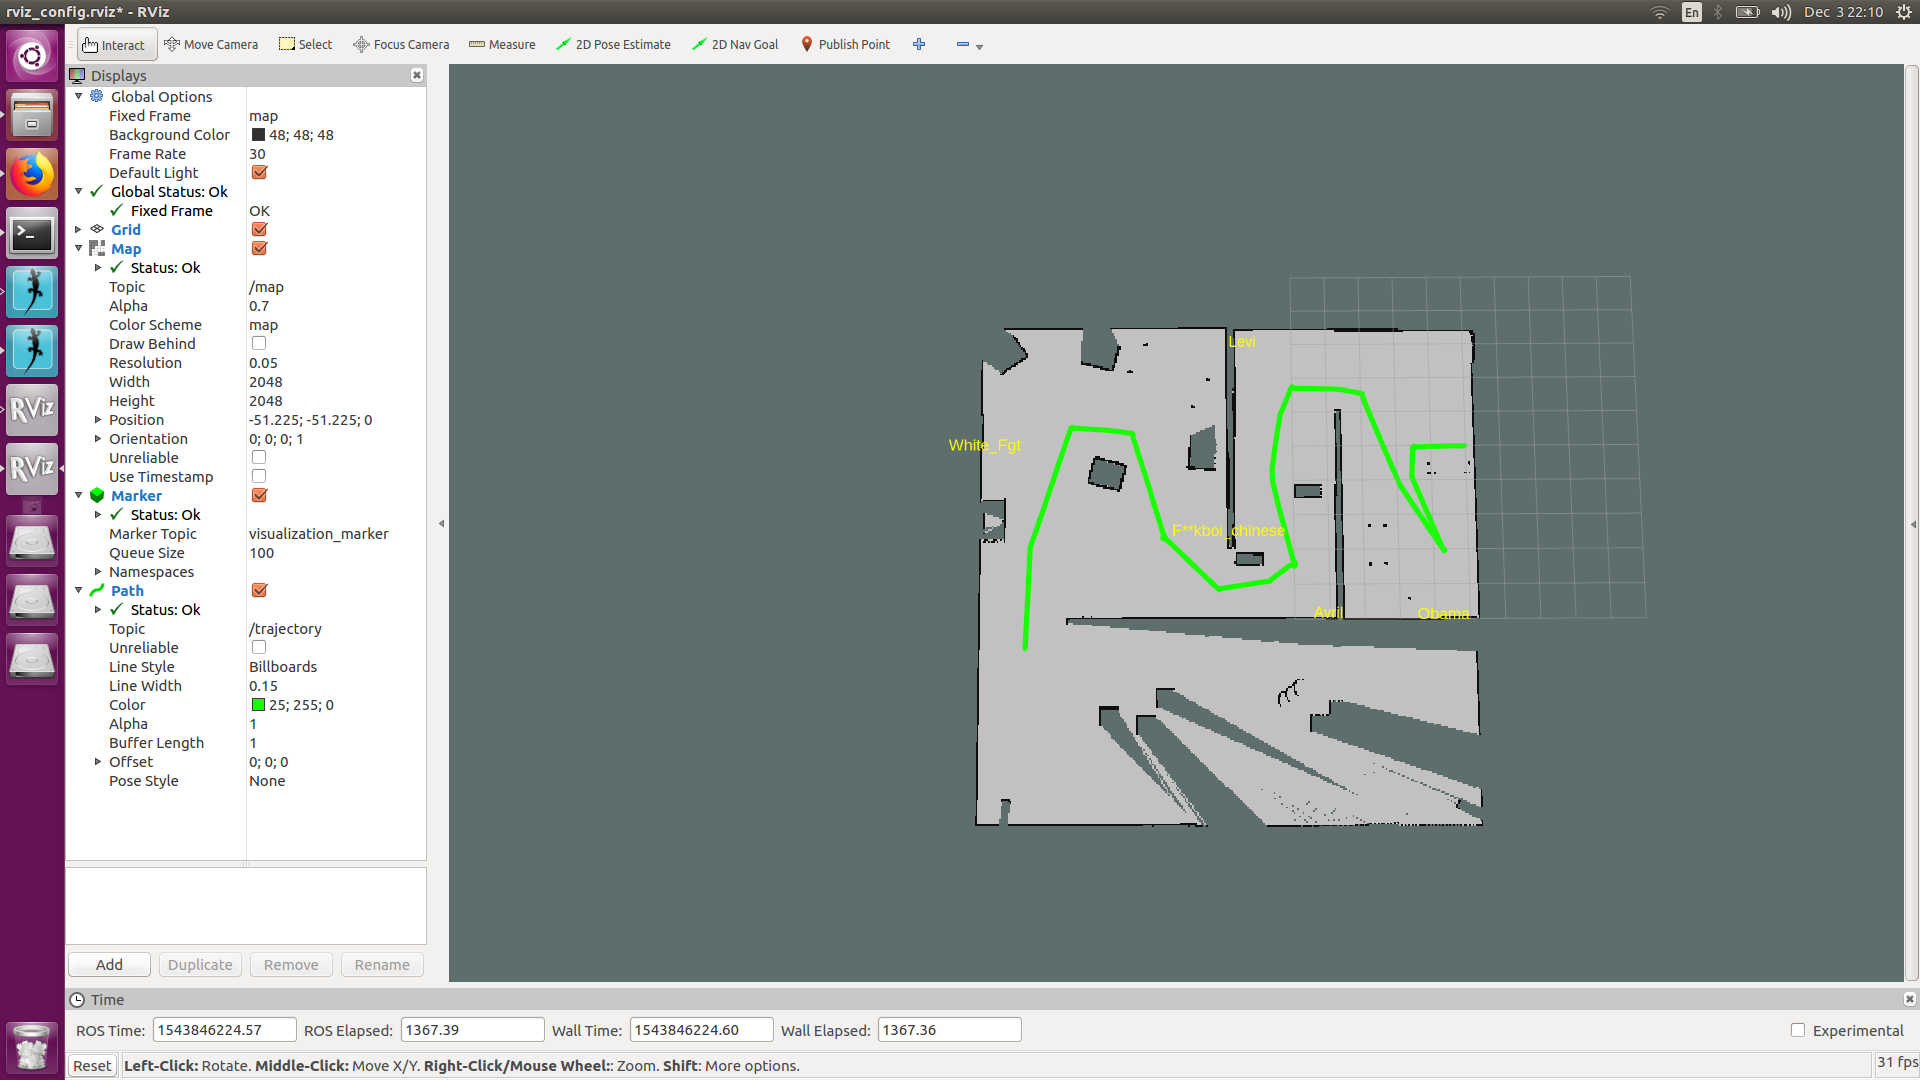 rviz_config.rviz* - RViz
En
Dec 3 22:10
Interact
Move Camera
Select
Focus Camera
Measure
2D Pose Estimate
2D Nav Goal
Publish Point
Displays
Global Options
Fixed Frame map
Background Color 48; 48; 48
Frame Rate 30
Default Light
Global Status: Ok
Fixed Frame OK
Grid
Map
Status: Ok
Topic /map
Alpha 0.7
Color Scheme map
Draw Behind
Resolution 0.05
Width 2048
Height 2048
Position -51.225; -51.225; 0
Orientation 0; 0; 0; 1
Unreliable
Use Timestamp
Marker
Status: Ok
Marker Topic visualization_marker
Queue Size 100
Namespaces
Path
Status: Ok
Topic /trajectory
Unreliable
Line Style Billboards
Line Width 0.15
Color 25; 255; 0
Alpha 1
Buffer Length 1
Offset 0; 0; 0
Pose Style None
RViz
RViz
Levi
White_Fgt
F**kboi_chinese
Avril
Obama
Add
Duplicate
Remove
Rename
Time
ROS Time: 1543846224.57 ROS Elapsed: 1367.39 Wall Time: 1543846224.60 Wall Elapsed: 1367.36 Experimental
Reset
Left-Click: Rotate. Middle-Click: Move X/Y. Right-Click/Mouse Wheel:: Zoom. Shift: More options.
31 fps